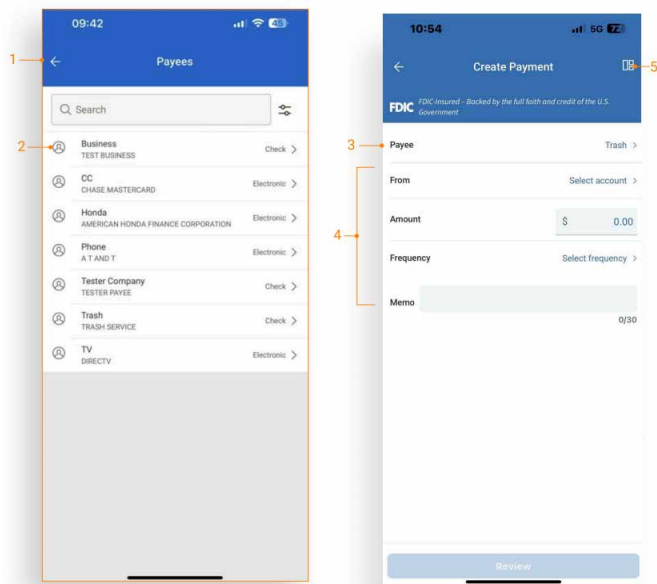 09:42
45
1
Payees
Search
2
Business
TEST BUSINESS
Check
CC
CHASE MASTERCARD
Electronic
Honda
AMERICAN HONDA FINANCE CORPORATION
Electronic
Phone
A T AND T
Electronic
Tester Company
TESTER PAYEE
Check
Trash
TRASH SERVICE
Check
TV
DIRECTV
Electronic
10:54
5G 72
Create Payment
5
FDIC FDIC-Insured - Backed by the full faith and credit of the U.S.
Government
3
Payee
Trash
4
From
Select account
Amount
$ 0.00
Frequency
Select frequency
Memo
0/30
Review